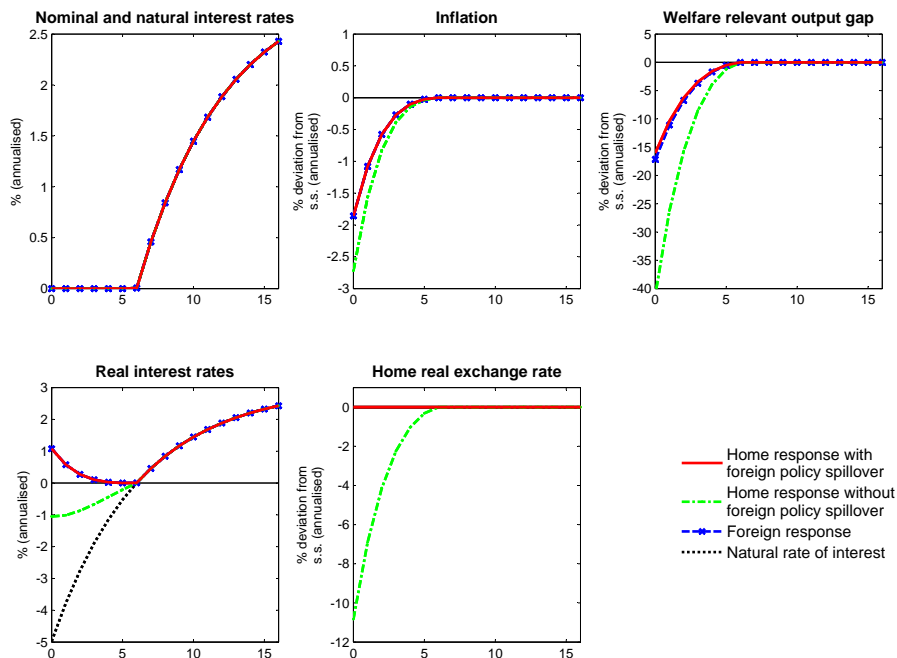 Nominal and natural interest rates
% (annualised)
2.5
2
1.5
1
0.5
0
0 5 10 15
Inflation
% deviation from
s.s. (annualised)
1
0.5
0
-0.5
-1
-1.5
-2
-2.5
-3
0 5 10 15
Welfare relevant output gap
% deviation from
s.s. (annualised)
5
0
-5
-10
-15
-20
-25
-30
-35
-40
0 5 10 15
Real interest rates
% (annualised)
3
2
1
0
-1
-2
-3
-4
-5
0 5 10 15
Home real exchange rate
% deviation from
s.s. (annualised)
0
-2
-4
-6
-8
-10
-12
0 5 10 15
Home response with
foreign policy spillover
Home response without
foreign policy spillover
Foreign response
Natural rate of interest